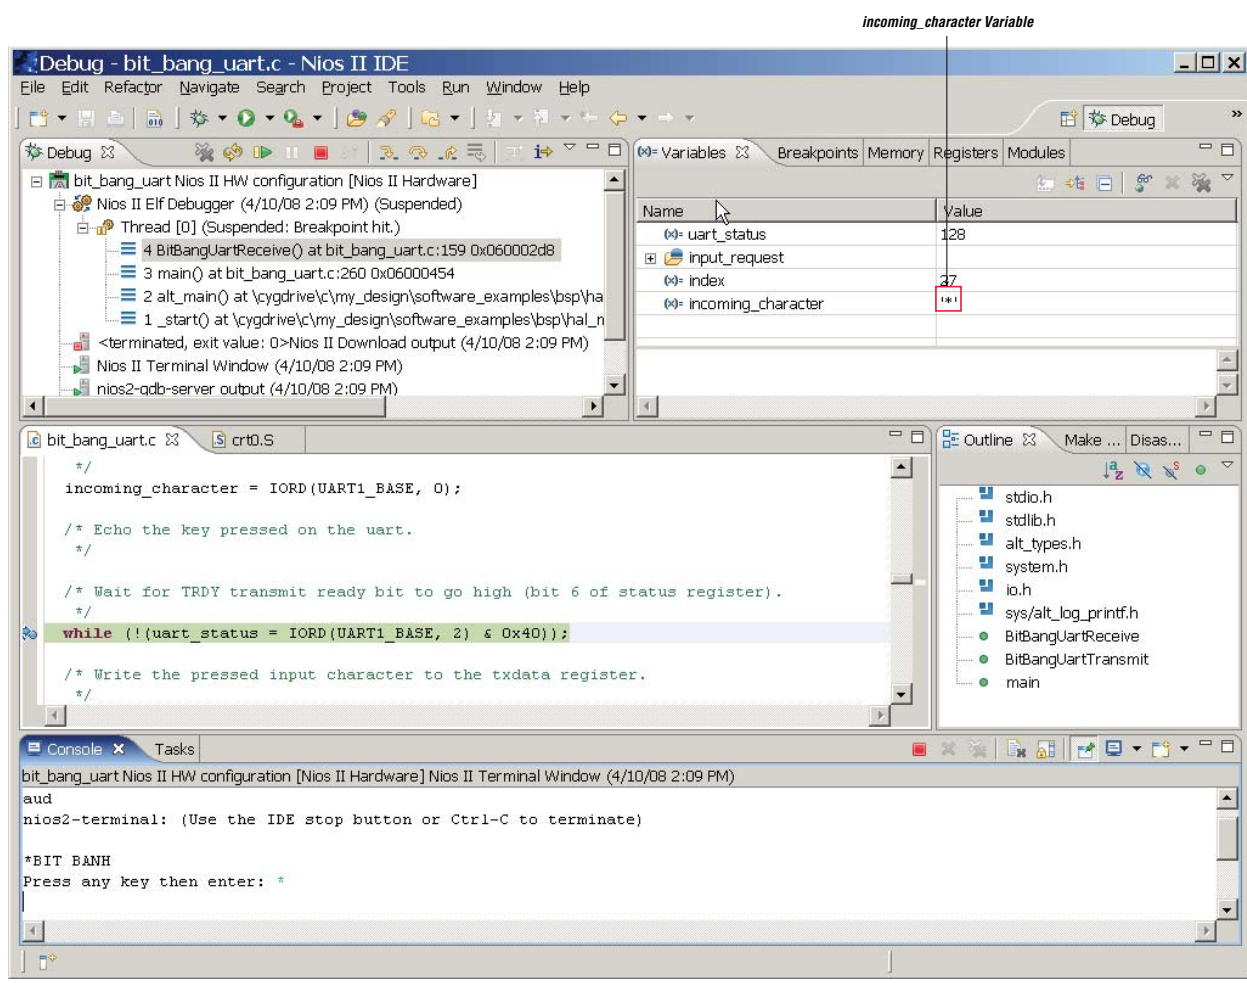 incoming_character Variable
Debug - bit_bang_uart.c - Nios II IDE
File Edit Refactor Navigate Search Project Tools Run Window Help
Debug
»
Debug
bit_bang_uart Nios II HW configuration [Nios II Hardware]
Nios II Elf Debugger (4/10/08 2:09 PM) (Suspended)
Thread [0] (Suspended: Breakpoint hit.)
4 BitBangUartReceive() at bit_bang_uart.c:159 0x060002d8
3 main() at bit_bang_uart.c:260 0x06000454
2 alt_main() at \cygdrive\c\my_design\software_examples\bsp\ha
1 _start() at \cygdrive\c\my_design\software_examples\bsp\hal_n
<terminated, exit value: 0>Nios II Download output (4/10/08 2:09 PM)
Nios II Terminal Window (4/10/08 2:09 PM)
nios2-gdb-server output (4/10/08 2:09 PM)
(x)= Variables Breakpoints Memory Registers Modules
Name Value
(x)= uart_status 128
input_request
(x)= index 27
(x)= incoming_character '*'
bit_bang_uart.c crt0.S
*/
incoming_character = IORD(UART1_BASE, 0);
/* Echo the key pressed on the uart.
*/
/* Wait for TRDY transmit ready bit to go high (bit 6 of status register).
*/
while (!(uart_status = IORD(UART1_BASE, 2) & 0x40));
/* Write the pressed input character to the txdata register.
*/
Outline Make ... Disas...
stdio.h
stdlib.h
alt_types.h
system.h
io.h
sys/alt_log_printf.h
BitBangUartReceive
BitBangUartTransmit
main
Console Tasks
bit_bang_uart Nios II HW configuration [Nios II Hardware] Nios II Terminal Window (4/10/08 2:09 PM)
aud
nios2-terminal: (Use the IDE stop button or Ctrl-C to terminate)
*BIT BANH
Press any key then enter: *